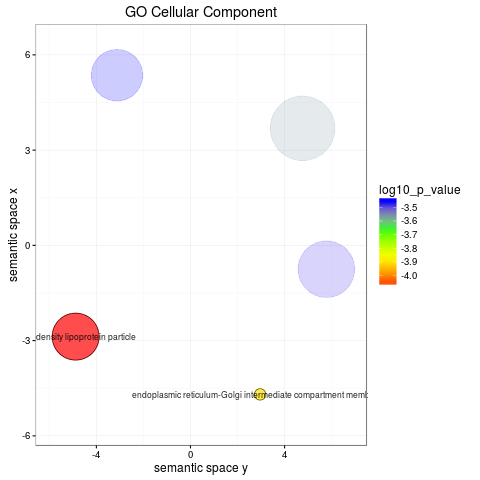 GO Cellular Component
6
3
0
-3
-6
semantic space x
density lipoprotein particle
endoplasmic reticulum-Golgi intermediate compartment
-4
0
4
semantic space y
log10_p_value
-3.5
-3.6
-3.7
-3.8
-3.9
-4.0